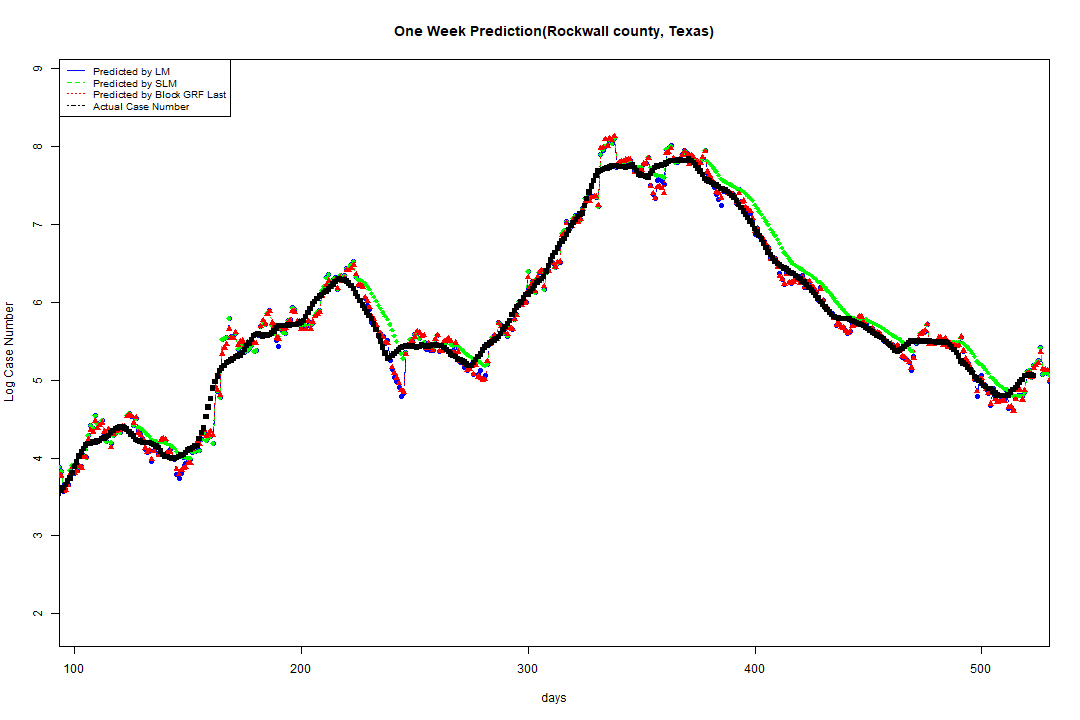 One Week Prediction(Rockwall county, Texas)
Predicted by LM
Predicted by SLM
Predicted by Block GRF Last
Actual Case Number
Log Case Number
9
8
7
6
5
4
3
2
100 200 300 400 500
days